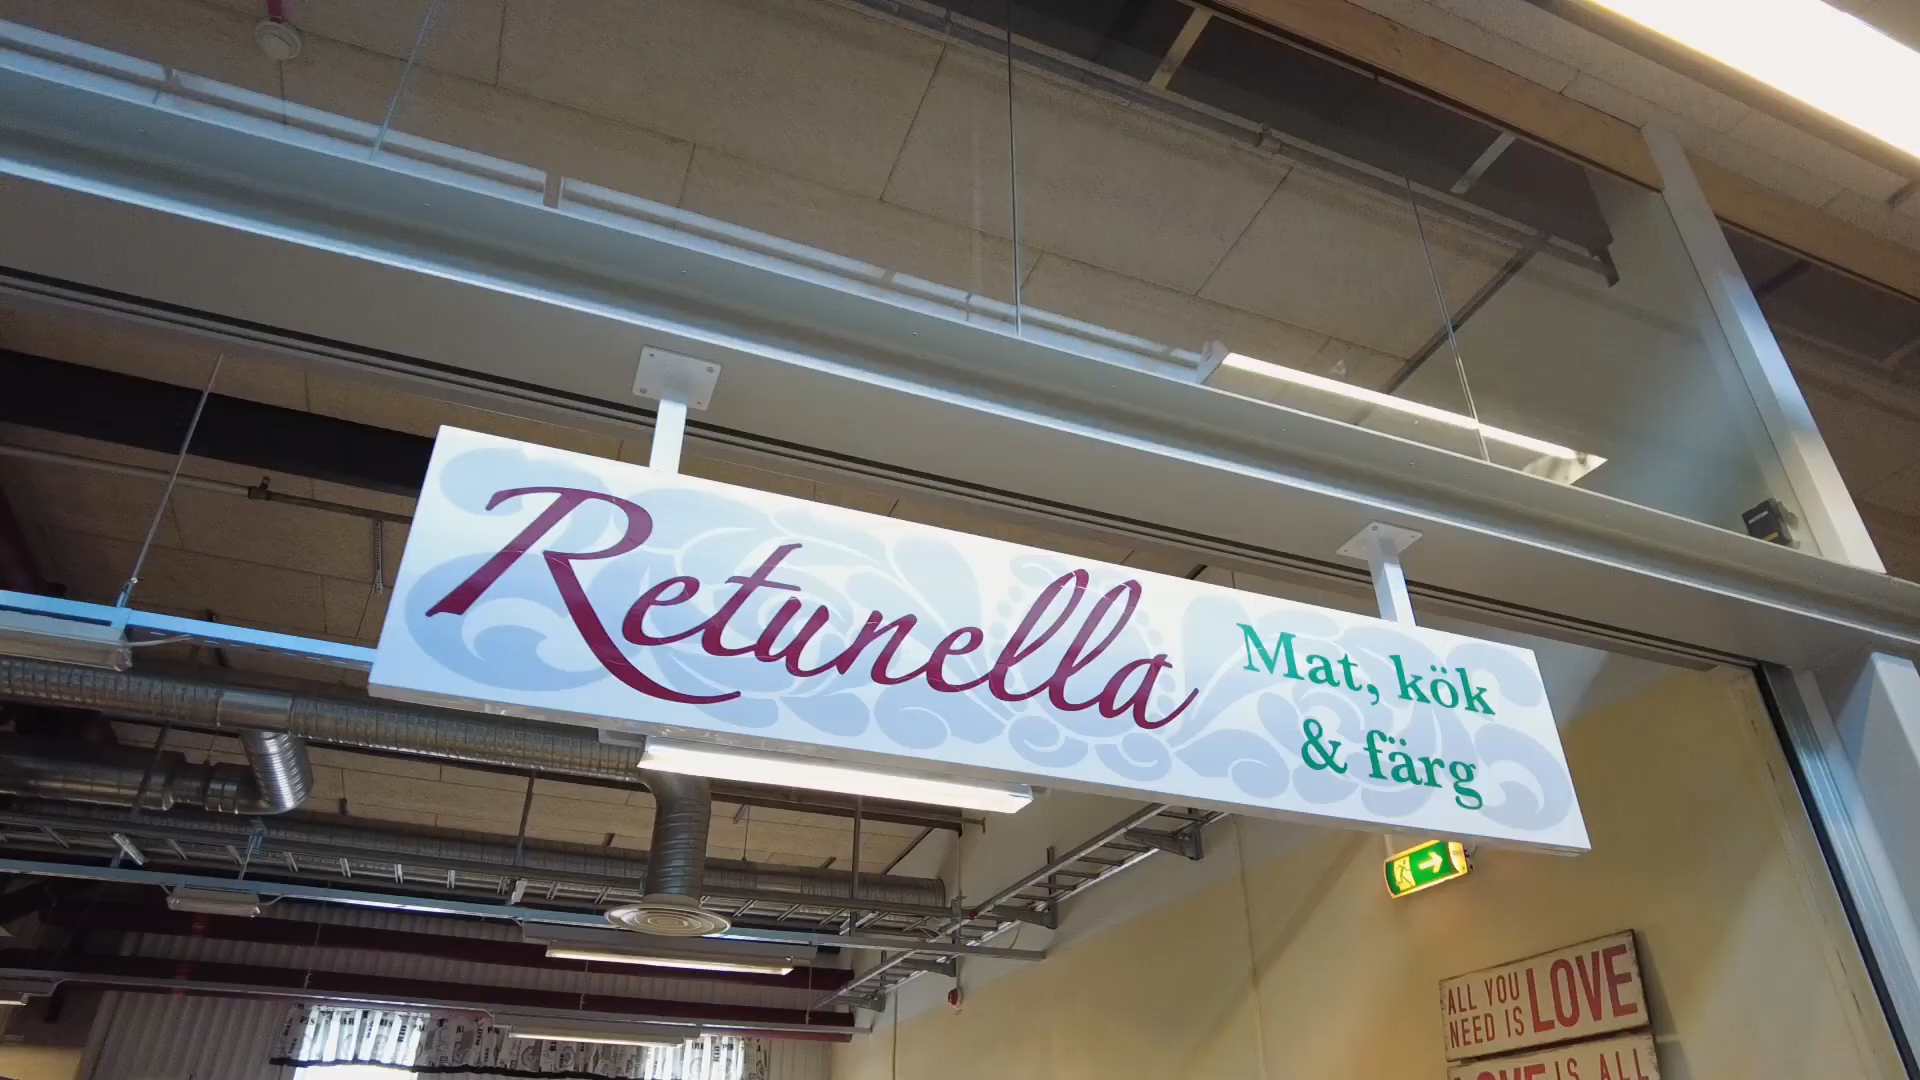 Retunella
Mat, kök
& färg
ALL YOU
NEED IS
LOVE
LOVE IS ALL